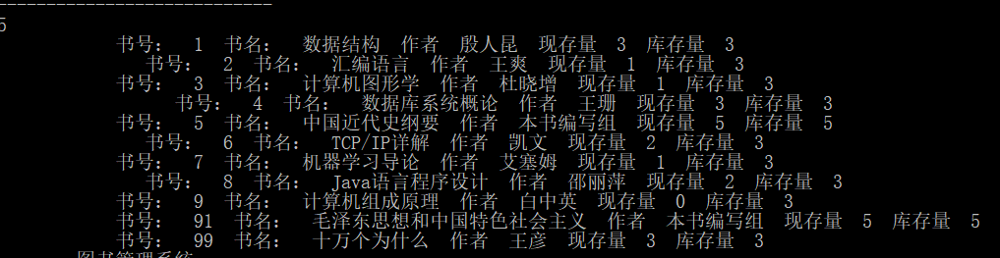 ----------------------------
5
书号： 1 书名： 数据结构 作者 殷人昆 现存量 3 库存量 3
书号： 2 书名： 汇编语言 作者 王爽 现存量 1 库存量 3
书号： 3 书名： 计算机图形学 作者 杜晓增 现存量 1 库存量 3
书号： 4 书名： 数据库系统概论 作者 王珊 现存量 3 库存量 3
书号： 5 书名： 中国近代史纲要 作者 本书编写组 现存量 5 库存量 5
书号： 6 书名： TCP/IP详解 作者 凯文 现存量 2 库存量 3
书号： 7 书名： 机器学习导论 作者 艾塞姆 现存量 1 库存量 3
书号： 8 书名： Java语言程序设计 作者 邵丽萍 现存量 2 库存量 3
书号： 9 书名： 计算机组成原理 作者 白中英 现存量 0 库存量 3
书号： 91 书名： 毛泽东思想和中国特色社会主义 作者 本书编写组 现存量 5 库存量 5
书号： 99 书名： 十万个为什么 作者 王彦 现存量 3 库存量 3
图书管理系统